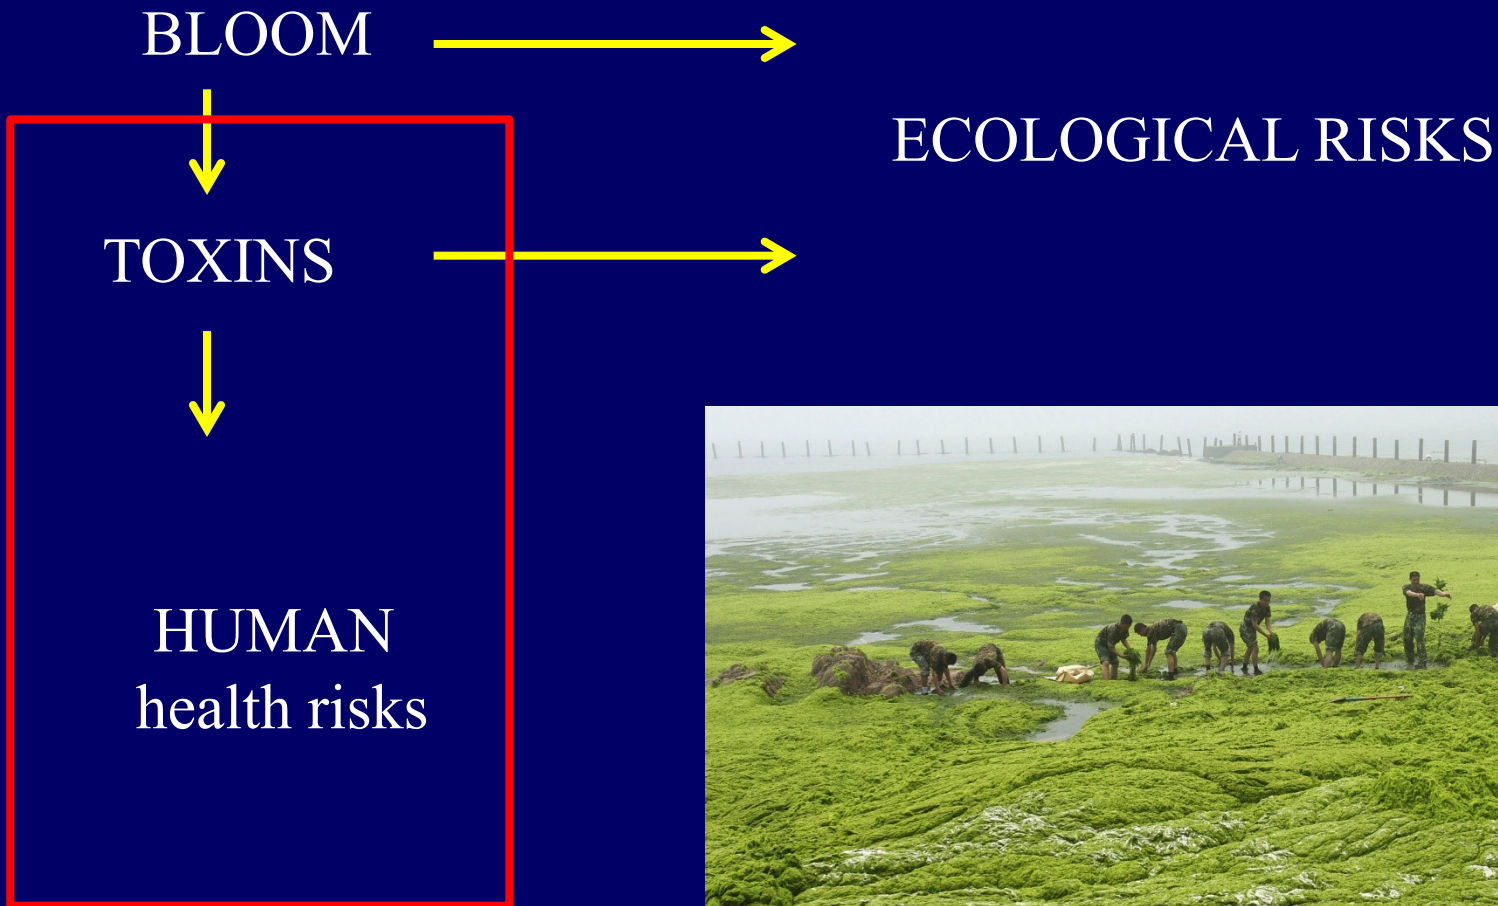 BLOOM
ECOLOGICAL RISKS
TOXINS
HUMAN
health risks